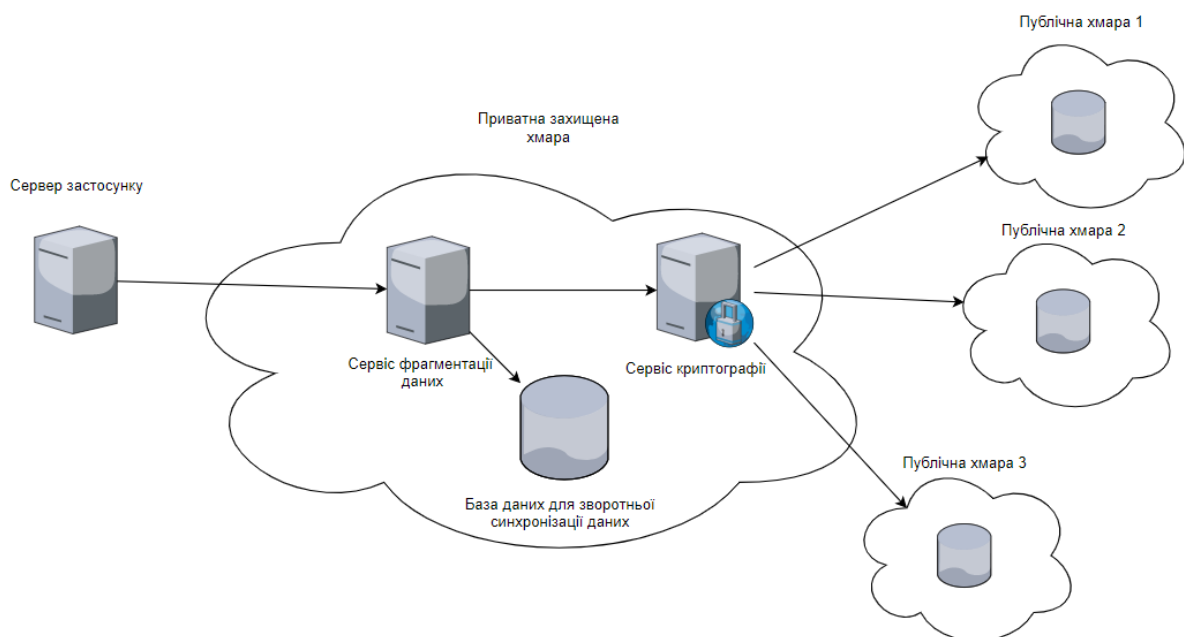 Публічна хмара 1
Приватна захищена
хмара
Сервер застосунку
Публічна хмара 2
Сервіс фрагментації
даних
Сервіс криптографії
Публічна хмара 3
База даних для зворотньої
синхронізації даних